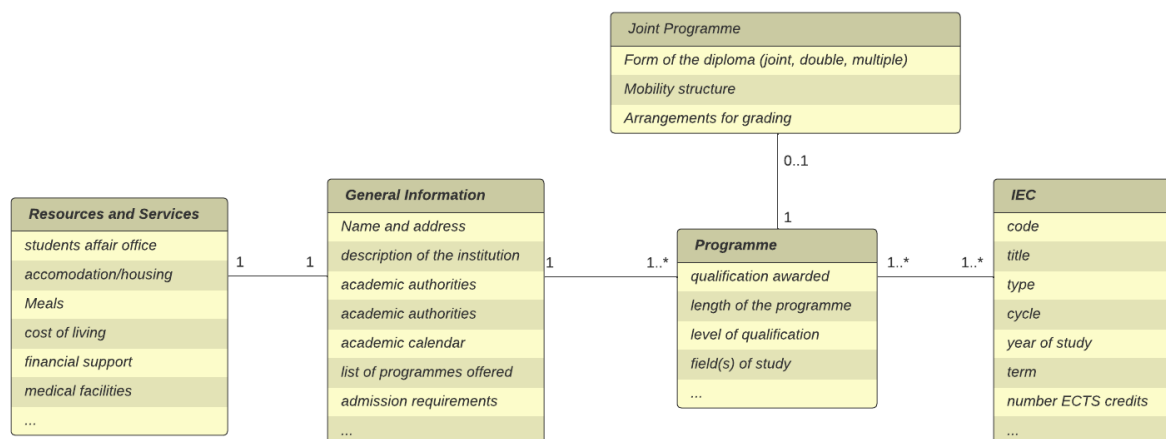 Joint Programme
Form of the diploma (joint, double, multiple)
Mobility structure
Arrangements for grading
0..1
1
Resources and Services
students affair office
accomodation/housing
Meals
cost of living
financial support
medical facilities
...
1
1
General Information
Name and address
description of the institution
academic authorities
academic authorities
academic calendar
list of programmes offered
admission requirements
...
1
1..*
Programme
qualification awarded
length of the programme
level of qualification
field(s) of study
...
1..*
1..*
IEC
code
title
type
cycle
year of study
term
number ECTS credits
...